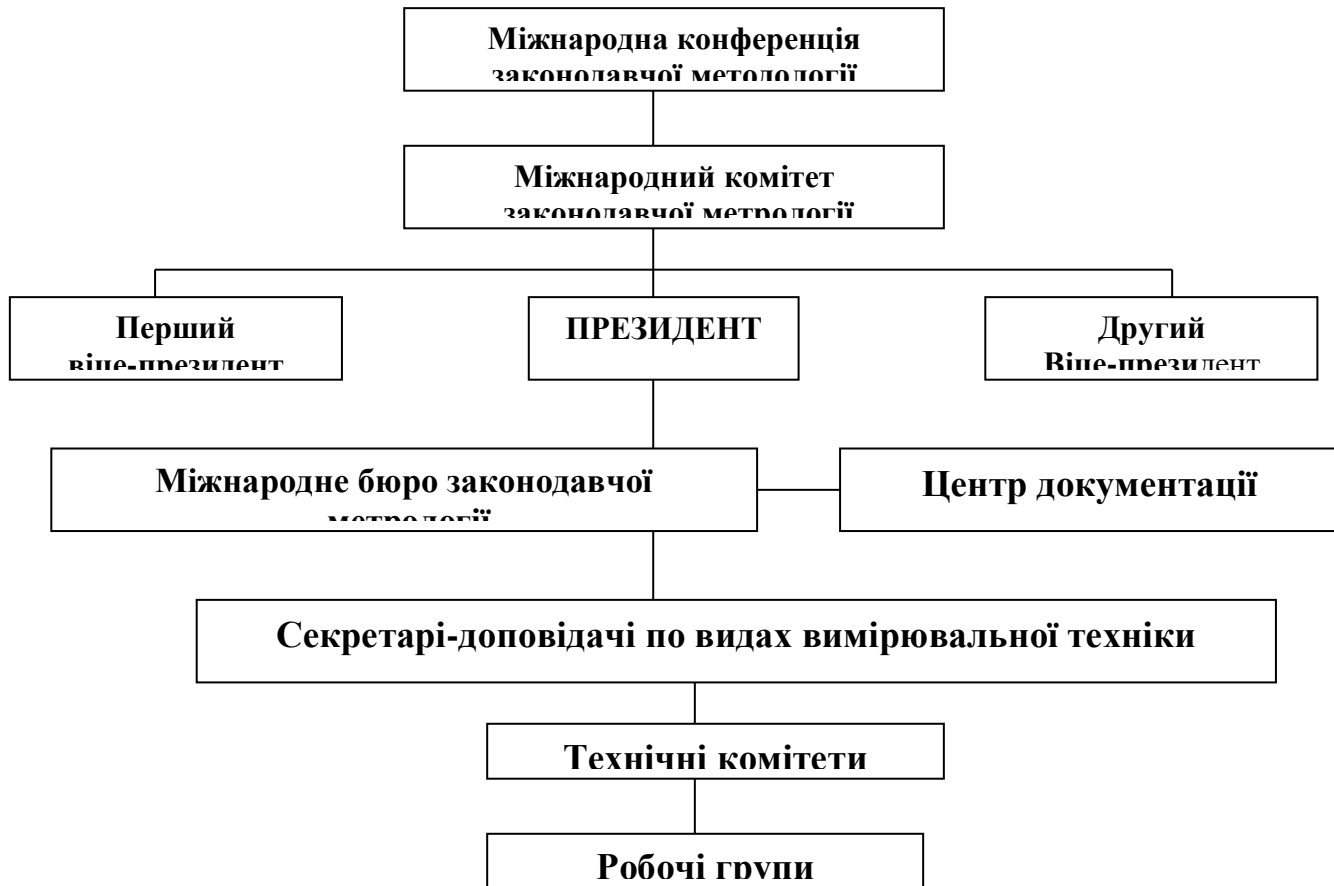 Міжнародна конференція
законодавчої методології
Міжнародний комітет
законодавчої метрології
Перший
віце-президент
ПРЕЗИДЕНТ
Другий
Віце-президент
Міжнародне бюро законодавчої
метрології
Центр документації
Секретарі-доповідачі по видах вимірювальної техніки
Технічні комітети
Робочі групи